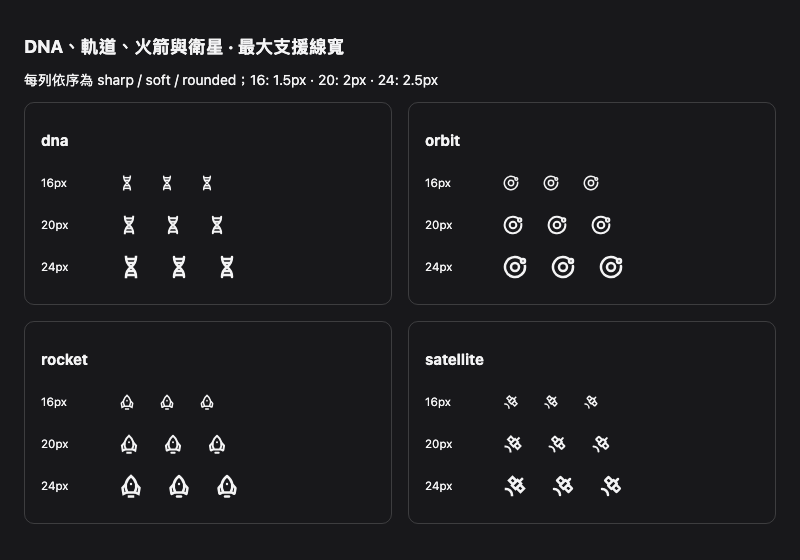 DNA、軌道、火箭與衛星 · 最大支援線寬
每列依序為 sharp / soft / rounded；16: 1.5px · 20: 2px · 24: 2.5px
dna
16px
20px
24px
orbit
16px
20px
24px
rocket
16px
20px
24px
satellite
16px
20px
24px